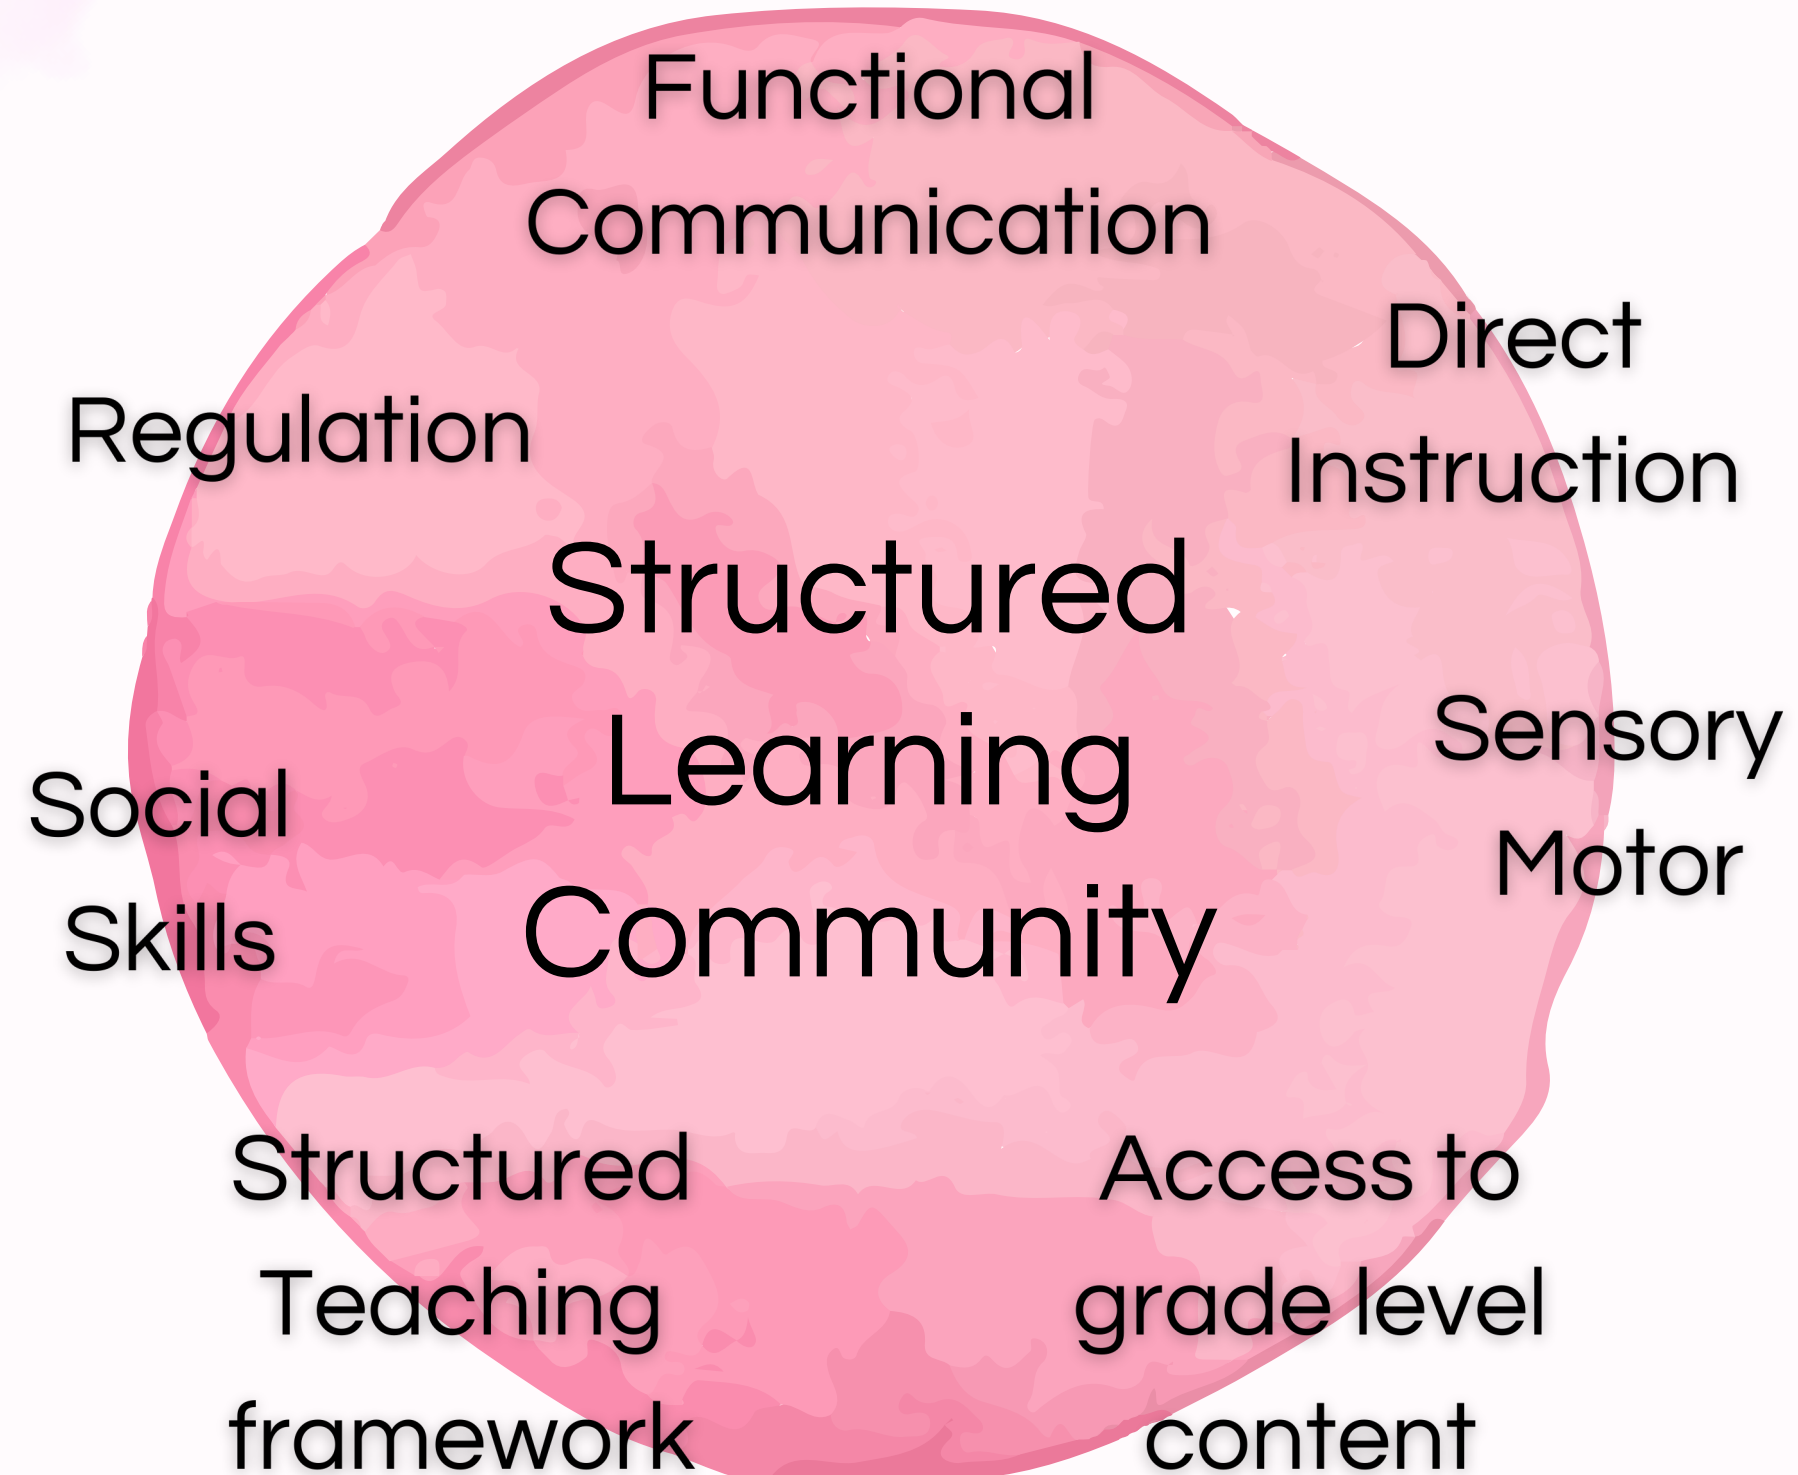 Functional
Communication
Direct
Instruction
Regulation
Structured
Learning
Community
Sensory
Motor
Social
Skills
Structured
Teaching
framework
Access to
grade level
content